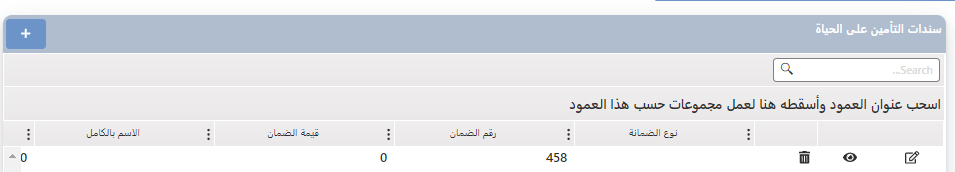 سندات التأمين على الحياة
+
Search...
اسحب عنوان العمود وأسقطه هنا لعمل مجموعات حسب هذا العمود
نوع الضمانة رقم الضمان قيمة الضمان الاسم بالكامل
458 0 0